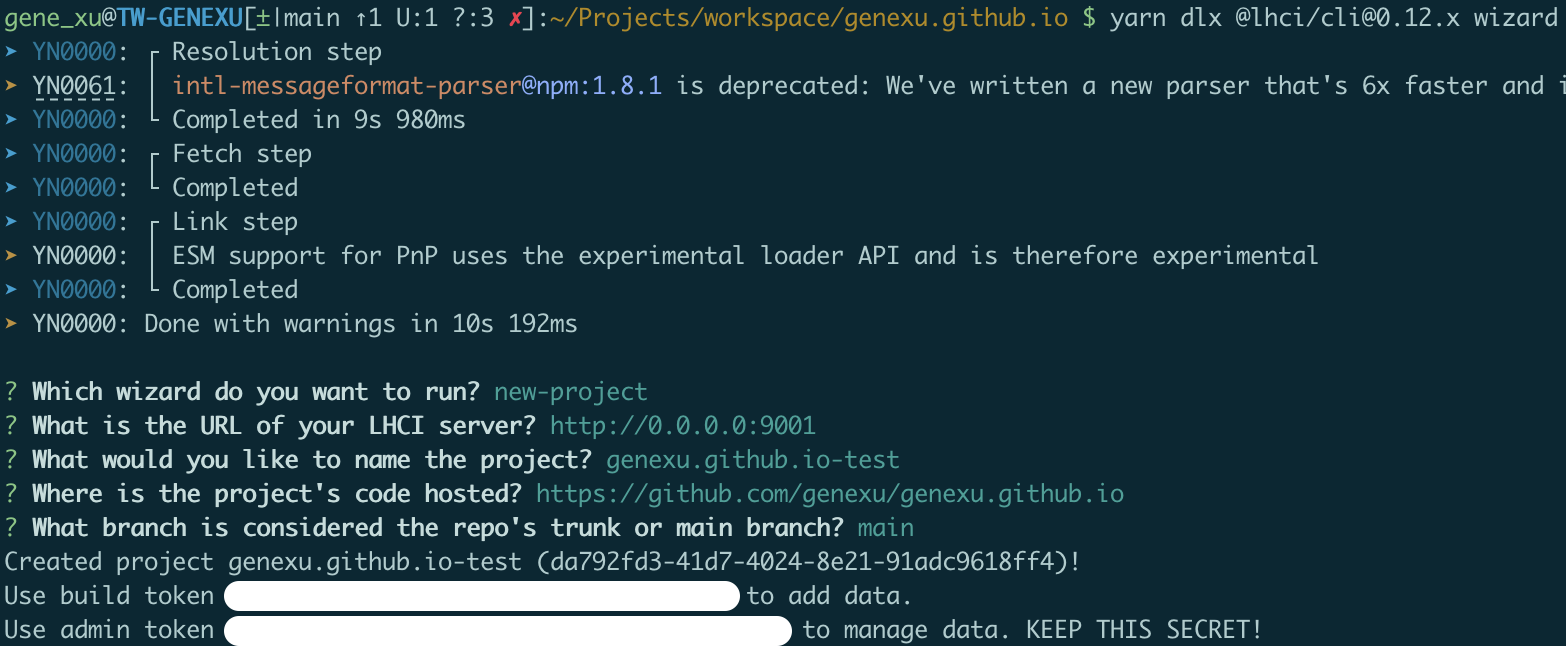 gene_xu@TW-GENEXU[±|main ↑1 U:1 ?:3 ✗]:~/Projects/workspace/genexu.github.io $ yarn dlx @lhci/cli@0.12.x wizard
➤ YN0000: ┌ Resolution step
➤ YN0061: │ intl-messageformat-parser@npm:1.8.1 is deprecated: We've written a new parser that's 6x faster and i
➤ YN0000: └ Completed in 9s 980ms
➤ YN0000: ┌ Fetch step
➤ YN0000: └ Completed
➤ YN0000: ┌ Link step
➤ YN0000: │ ESM support for PnP uses the experimental loader API and is therefore experimental
➤ YN0000: └ Completed
➤ YN0000: Done with warnings in 10s 192ms
? Which wizard do you want to run? new-project
? What is the URL of your LHCI server? http://0.0.0.0:9001
? What would you like to name the project? genexu.github.io-test
? Where is the project's code hosted? https://github.com/genexu/genexu.github.io
? What branch is considered the repo's trunk or main branch? main
Created project genexu.github.io-test (da792fd3-41d7-4024-8e21-91adc9618ff4)!
Use build token to add data.
Use admin token to manage data. KEEP THIS SECRET!